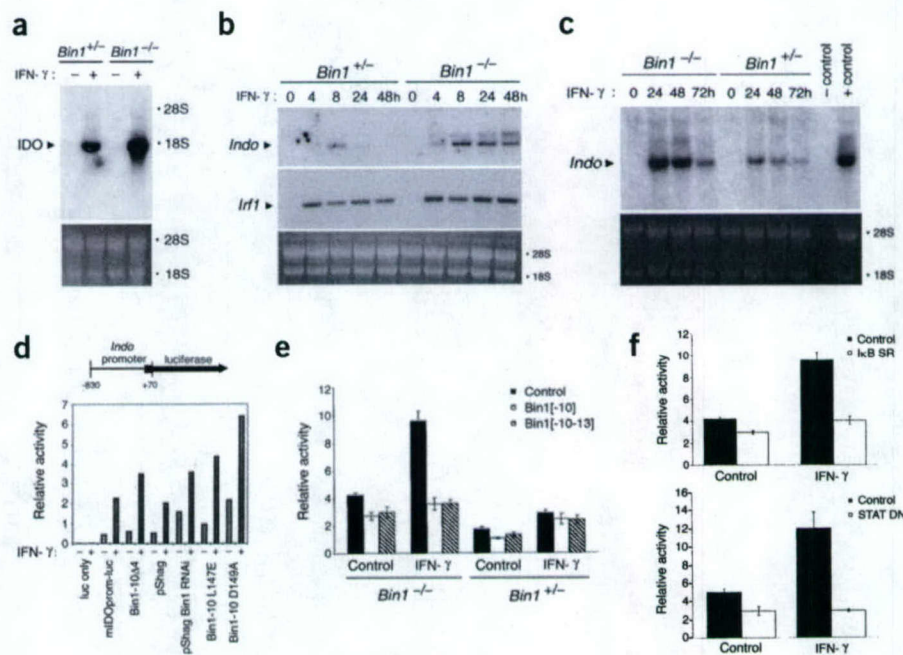 a
Bin1+/– Bin1–/–
IFN-γ : – + – +
28S
IDO 18S
28S
18S
b
Bin1+/– Bin1–/–
IFN-γ : 0 4 8 24 48h 0 4 8 24 48h
Indo
Irf1
28S
18S
c
Bin1–/– Bin1+/– –control +control
IFN-γ : 0 24 48 72h 0 24 48 72h
Indo
28S
18S
d
Indo
promoter luciferase
-830 +70
Relative activity
7
6
5
4
3
2
1
0
IFN-γ : – + – + – + – + – + – + – +
luc only
mIDOprom-luc
Bin1-10Δ4
pShag
pShag Bin1 RNAi
Bin1-10 L147E
Bin1-10 D149A
e
Relative activity
12
10
8
6
4
2
0
Control
Bin1[-10]
Bin1[-10-13]
Control IFN-γ Control IFN-γ
Bin1–/– Bin1+/–
f
Relative activity
12
10
8
6
4
2
0
Control
IκB SR
Control IFN-γ
Relative activity
16
14
12
10
8
6
4
2
0
Control
STAT DN
Control IFN-γ